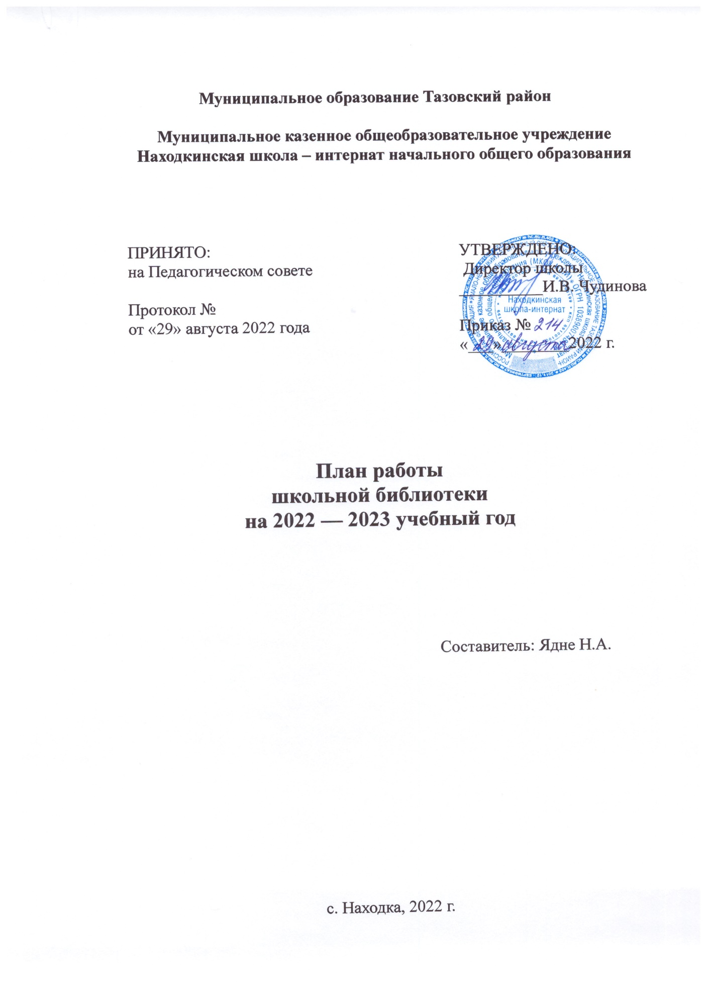 Муниципальное образование Тазовский район
Муниципальное казенное общеобразовательное учреждение
Находкинская школа – интернат начального общего образования
ПРИНЯТО:
на Педагогическом совете
Протокол №
от «29» августа 2022 года
УТВЕРЖДЕНО:
Директор школы
__________И.В. Чудинова
Приказ № 214
«29» августа 2022 г.
Находкинская
школа-интернат
План работы
школьной библиотеки
на 2022 — 2023 учебный год
Составитель: Ядне Н.А.
с. Находка, 2022 г.